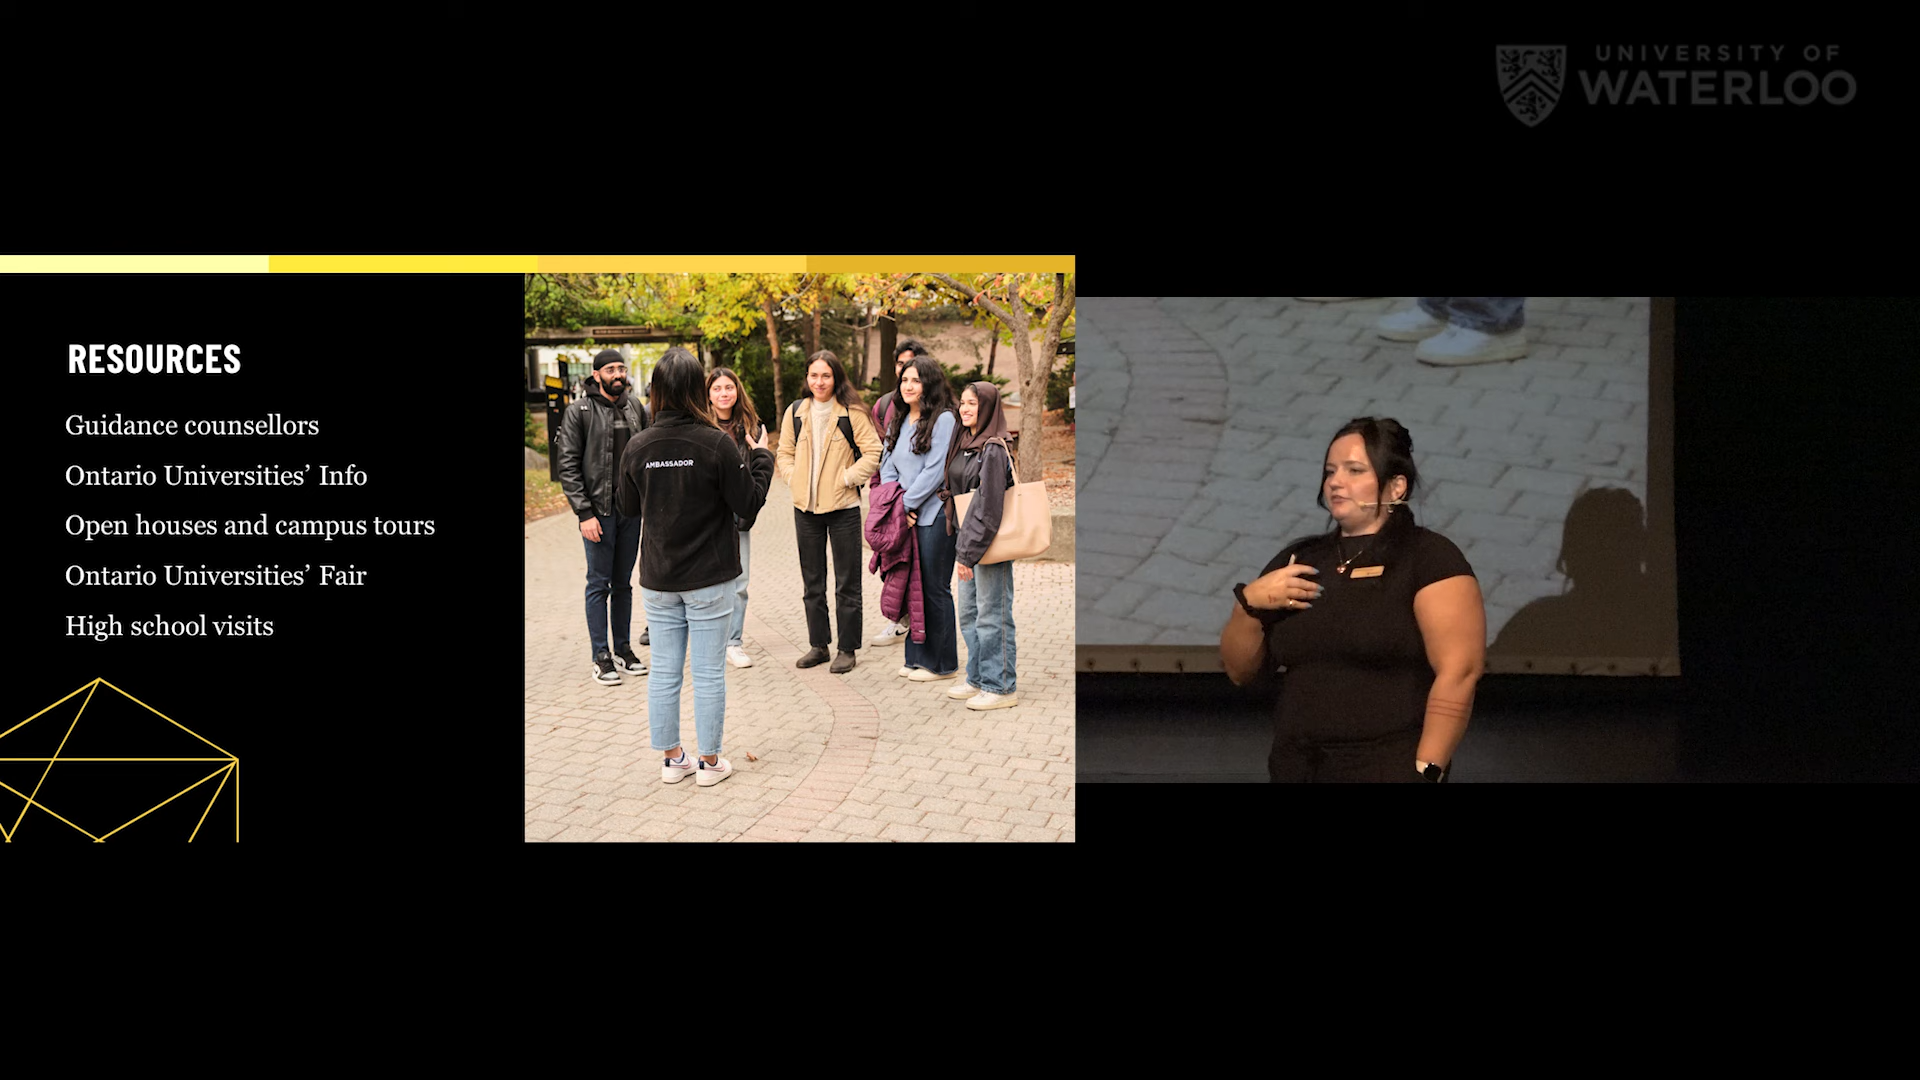 UNIVERSITY OF
WATERLOO
RESOURCES
Guidance counsellors
Ontario Universities’ Info
Open houses and campus tours
Ontario Universities’ Fair
High school visits
AMBASSADOR